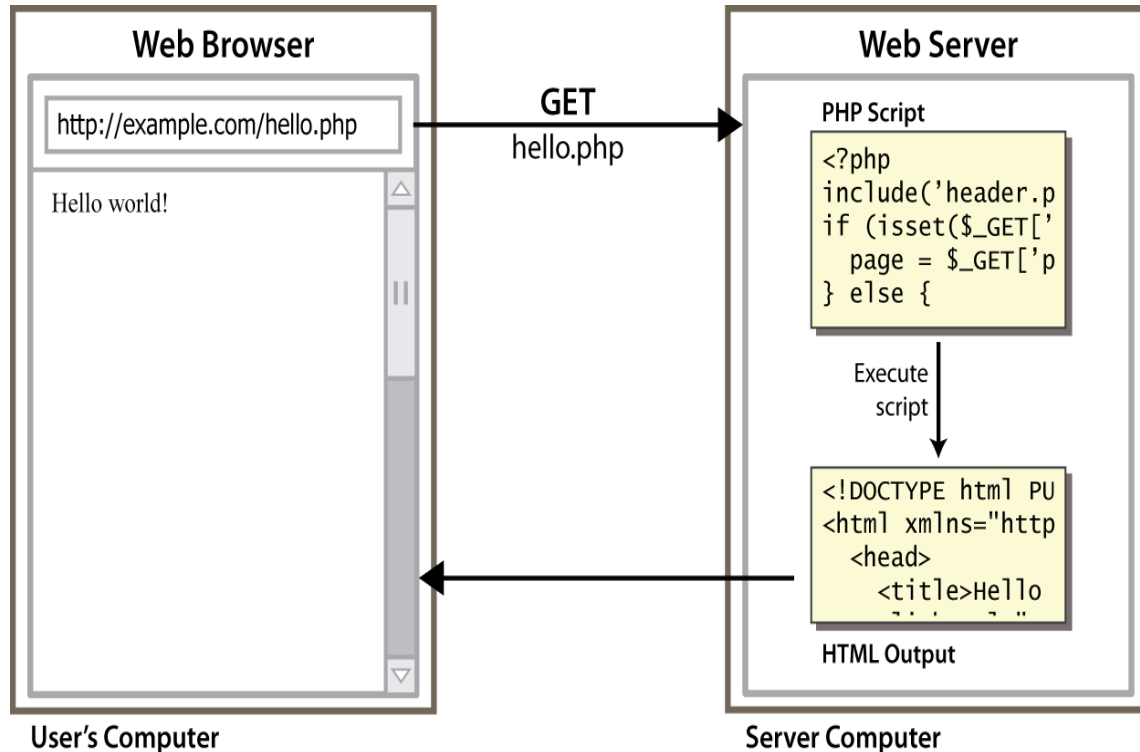 Web Browser
http://example.com/hello.php
Hello world!
User's Computer
GET
hello.php
Web Server
PHP Script
<?php
include('header.p
if (isset($_GET['
  page = $_GET['p
} else {
Execute
script
<!DOCTYPE html PU
<html xmlns="http
  <head>
    <title>Hello
HTML Output
Server Computer